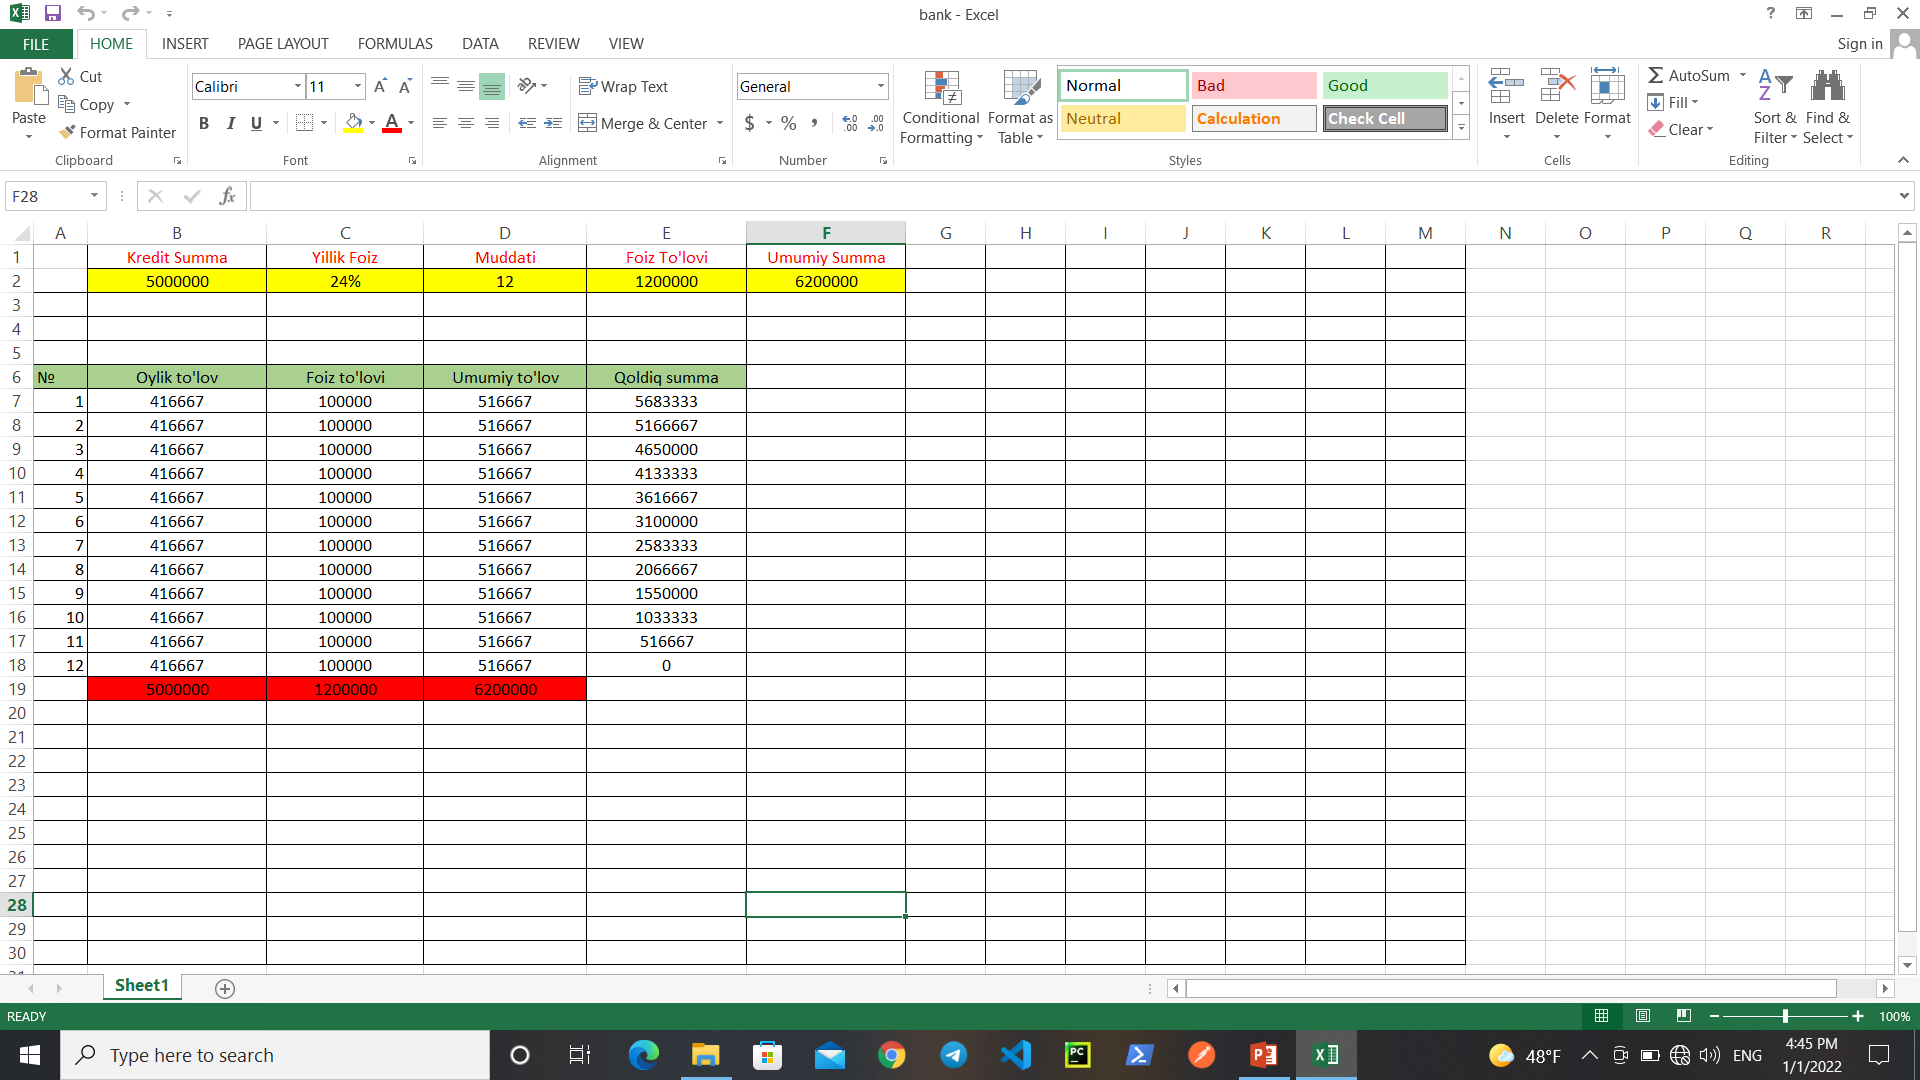 bank - Excel
?
FILE HOME INSERT PAGE LAYOUT FORMULAS DATA REVIEW VIEW Sign in
Paste
Cut
Copy
Format Painter
Clipboard
Calibri 11
B I U
Font
Wrap Text
Merge & Center
Alignment
General
$ % ,
Number
Conditional Formatting
Format as Table
Normal Bad Good
Neutral Calculation Check Cell
Styles
Insert Delete Format
Cells
AutoSum
Fill
Clear
Sort & Filter
Find & Select
Editing
F28 fx
A B C D E F G H I J K L M N O P Q R
1 Kredit Summa Yillik Foiz Muddati Foiz To'lovi Umumiy Summa
2 5000000 24% 12 1200000 6200000
3
4
5
6 № Oylik to'lov Foiz to'lovi Umumiy to'lov Qoldiq summa
7 1 416667 100000 516667 5683333
8 2 416667 100000 516667 5166667
9 3 416667 100000 516667 4650000
10 4 416667 100000 516667 4133333
11 5 416667 100000 516667 3616667
12 6 416667 100000 516667 3100000
13 7 416667 100000 516667 2583333
14 8 416667 100000 516667 2066667
15 9 416667 100000 516667 1550000
16 10 416667 100000 516667 1033333
17 11 416667 100000 516667 516667
18 12 416667 100000 516667 0
19 5000000 1200000 6200000
20
21
22
23
24
25
26
27
28
29
30
Sheet1
READY 100%
Type here to search
48°F ENG
4:45 PM
1/1/2022